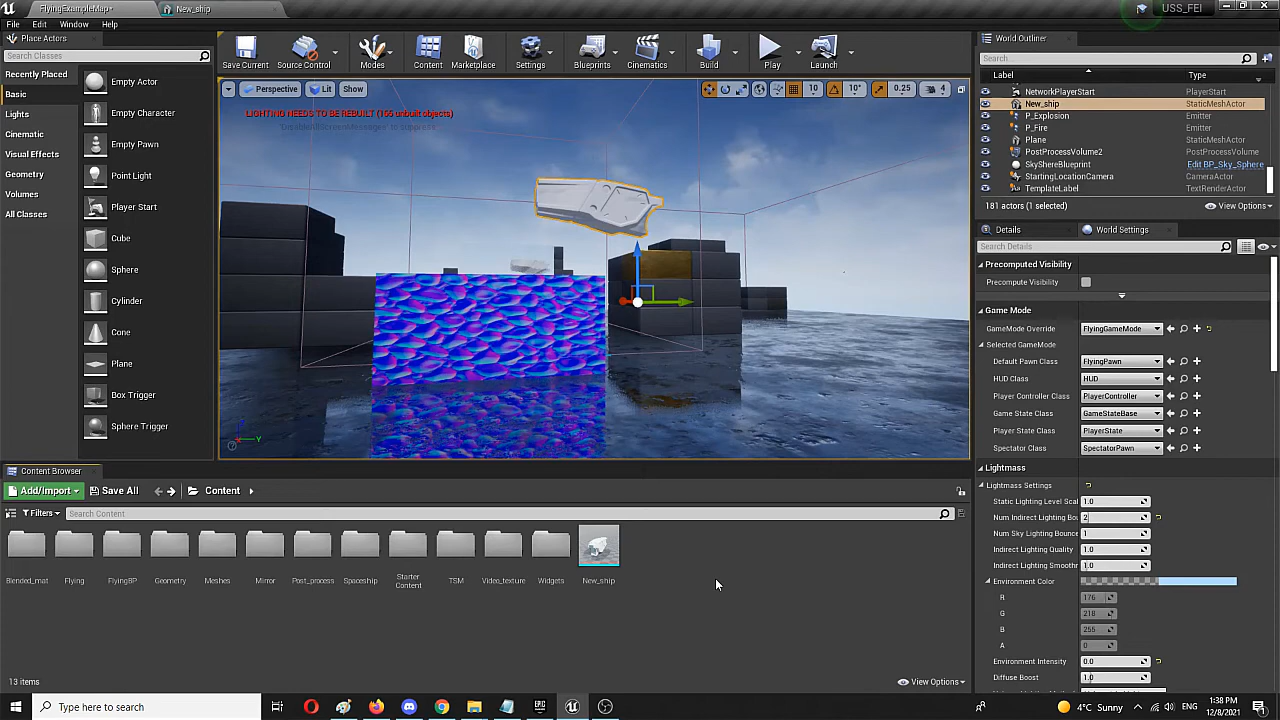 FlyingExampleMap*
New_ship
USS_FEI
File
Edit
Window
Help
Place Actors
Search Classes
Recently Placed
Basic
Lights
Cinematic
Visual Effects
Geometry
Volumes
All Classes
Empty Actor
Empty Character
Empty Pawn
Point Light
Player Start
Cube
Sphere
Cylinder
Cone
Plane
Box Trigger
Sphere Trigger
Save Current
Source Control
Modes
Content
Marketplace
Settings
Blueprints
Cinematics
Build
Play
Launch
Perspective
Lit
Show
10
10°
0.25
4
LIGHTING NEEDS TO BE REBUILT (166 unbuilt objects)
'DisableAllScreenMessages' to suppress
Z
Y
World Outliner
Search...
Label
Type
NetworkPlayerStart PlayerStart
New_ship StaticMeshActor
P_Explosion Emitter
P_Fire Emitter
Plane StaticMeshActor
PostProcessVolume2 PostProcessVolume
SkyShereBlueprint Edit BP_Sky_Sphere
StartingLocationCamera CameraActor
TemplateLabel TextRenderActor
181 actors (1 selected)
View Options
Details
World Settings
Search Details
Precomputed Visibility
Precompute Visibility
Game Mode
GameMode Override FlyingGameMode
Selected GameMode
Default Pawn Class FlyingPawn
HUD Class HUD
Player Controller Class PlayerController
Game State Class GameStateBase
Player State Class PlayerState
Spectator Class SpectatorPawn
Lightmass
Lightmass Settings
Static Lighting Level Scal 1.0
Num Indirect Lighting Bou 2
Num Sky Lighting Bounce 1
Indirect Lighting Quality 1.0
Indirect Lighting Smoothn 1.0
Environment Color
R 176
G 218
B 255
A 0
Environment Intensity 0.0
Diffuse Boost 1.0
Content Browser
Add/Import
Save All
Content
Filters
Search Content
Blended_mat
Flying
FlyingBP
Geometry
Meshes
Mirror
Post_process
Spaceship
Starter
Content
TSM
Video_texture
Widgets
New_ship
13 items
View Options
Type here to search
4°C Sunny
1:38 PM
12/8/2021